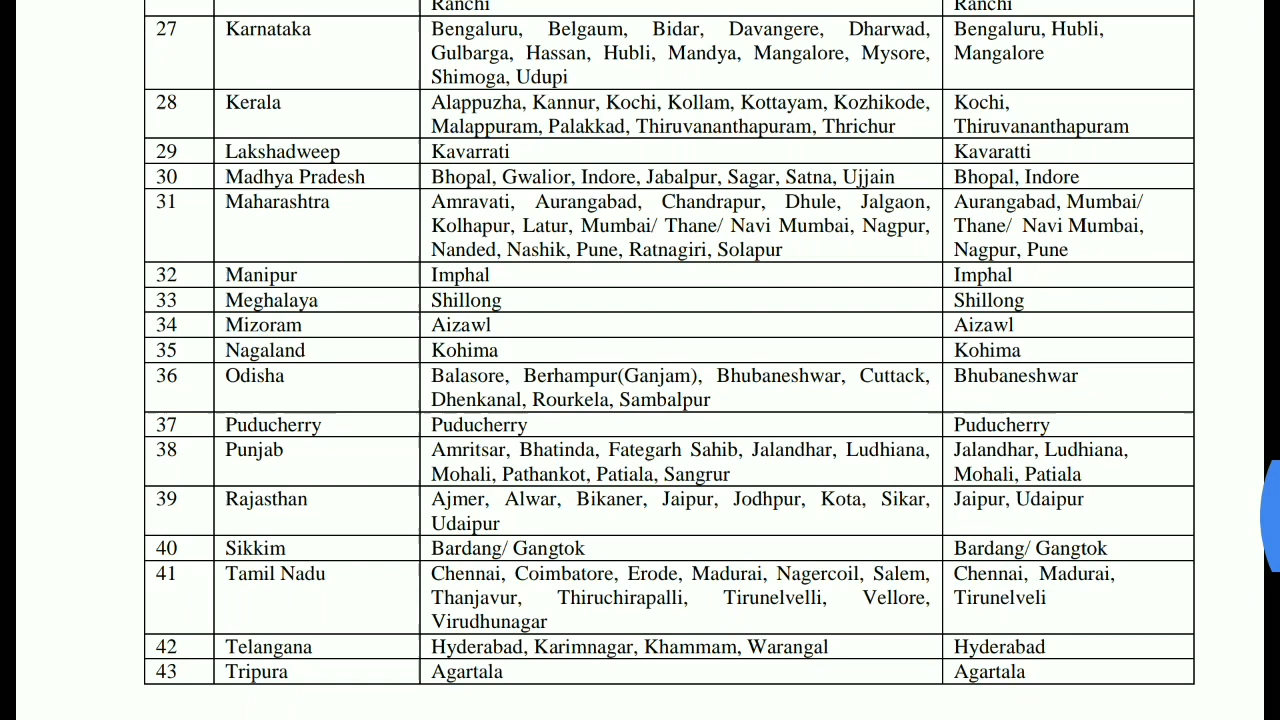 Ranchi Ranchi
27 Karnataka Bengaluru, Belgaum, Bidar, Davangere, Dharwad, Bengaluru, Hubli,
Gulbarga, Hassan, Hubli, Mandya, Mangalore, Mysore, Mangalore
Shimoga, Udupi
28 Kerala Alappuzha, Kannur, Kochi, Kollam, Kottayam, Kozhikode, Kochi,
Malappuram, Palakkad, Thiruvananthapuram, Thrichur Thiruvananthapuram
29 Lakshadweep Kavarrati Kavaratti
30 Madhya Pradesh Bhopal, Gwalior, Indore, Jabalpur, Sagar, Satna, Ujjain Bhopal, Indore
31 Maharashtra Amravati, Aurangabad, Chandrapur, Dhule, Jalgaon, Aurangabad, Mumbai/
Kolhapur, Latur, Mumbai/ Thane/ Navi Mumbai, Nagpur, Thane/ Navi Mumbai,
Nanded, Nashik, Pune, Ratnagiri, Solapur Nagpur, Pune
32 Manipur Imphal Imphal
33 Meghalaya Shillong Shillong
34 Mizoram Aizawl Aizawl
35 Nagaland Kohima Kohima
36 Odisha Balasore, Berhampur(Ganjam), Bhubaneshwar, Cuttack, Bhubaneshwar
Dhenkanal, Rourkela, Sambalpur
37 Puducherry Puducherry Puducherry
38 Punjab Amritsar, Bhatinda, Fategarh Sahib, Jalandhar, Ludhiana, Jalandhar, Ludhiana,
Mohali, Pathankot, Patiala, Sangrur Mohali, Patiala
39 Rajasthan Ajmer, Alwar, Bikaner, Jaipur, Jodhpur, Kota, Sikar, Jaipur, Udaipur
Udaipur
40 Sikkim Bardang/ Gangtok Bardang/ Gangtok
41 Tamil Nadu Chennai, Coimbatore, Erode, Madurai, Nagercoil, Salem, Chennai, Madurai,
Thanjavur, Thiruchirapalli, Tirunelvelli, Vellore, Tirunelveli
Virudhunagar
42 Telangana Hyderabad, Karimnagar, Khammam, Warangal Hyderabad
43 Tripura Agartala Agartala